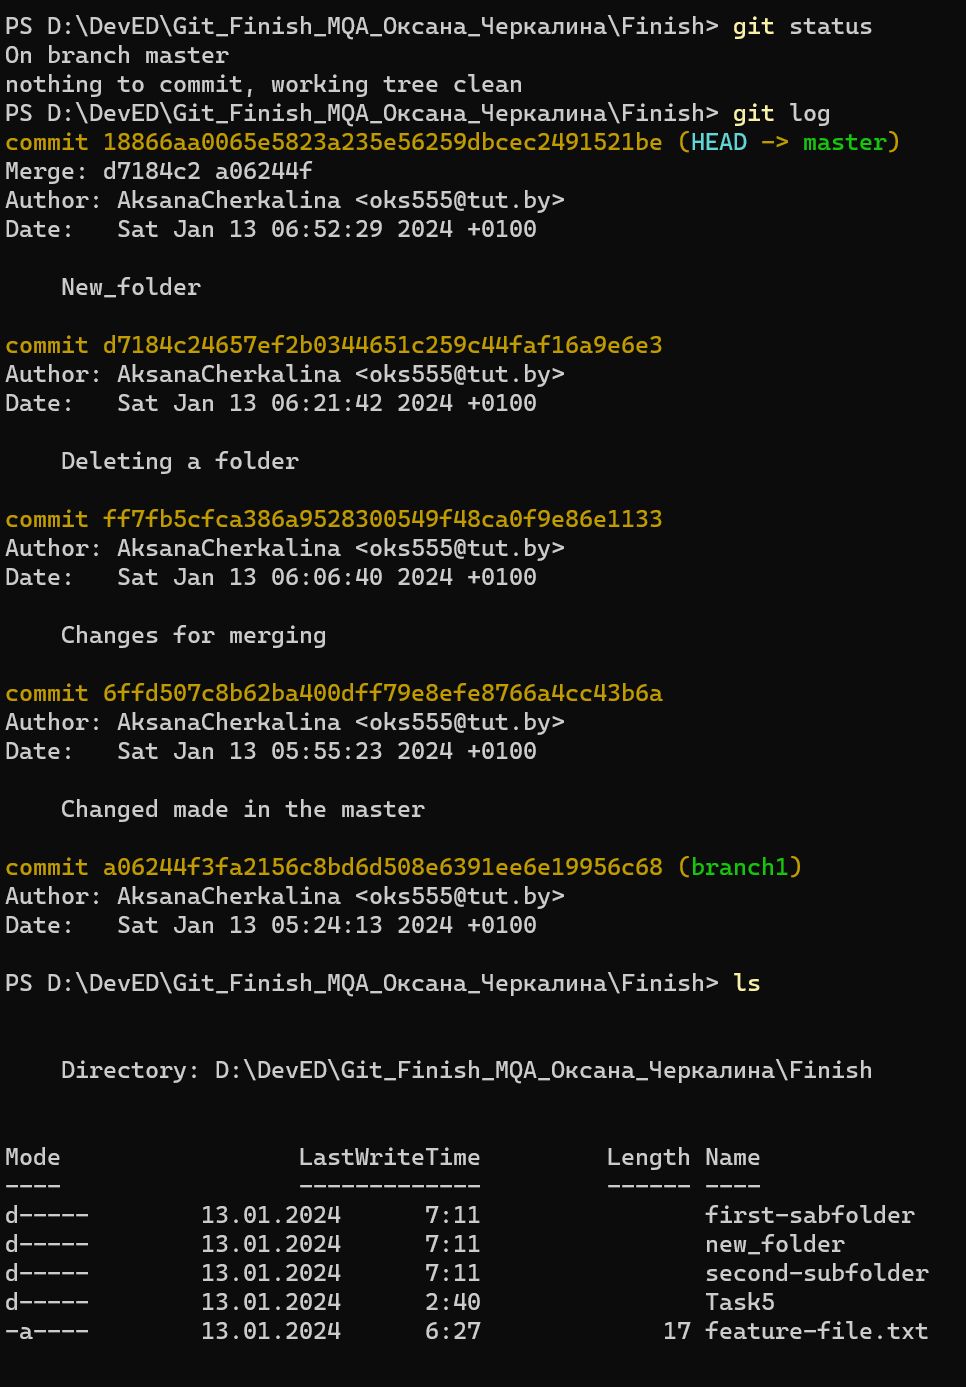 PS D:\DevED\Git_Finish_MQA_Оксана_Черкалина\Finish> git status
On branch master
nothing to commit, working tree clean
PS D:\DevED\Git_Finish_MQA_Оксана_Черкалина\Finish> git log
commit 18866aa0065e5823a235e56259dbcec2491521be (HEAD -> master)
Merge: d7184c2 a06244f
Author: AksanaCherkalina <oks555@tut.by>
Date:   Sat Jan 13 06:52:29 2024 +0100
    New_folder
commit d7184c24657ef2b0344651c259c44faf16a9e6e3
Author: AksanaCherkalina <oks555@tut.by>
Date:   Sat Jan 13 06:21:42 2024 +0100
    Deleting a folder
commit ff7fb5cfca386a9528300549f48ca0f9e86e1133
Author: AksanaCherkalina <oks555@tut.by>
Date:   Sat Jan 13 06:06:40 2024 +0100
    Changes for merging
commit 6ffd507c8b62ba400dff79e8efe8766a4cc43b6a
Author: AksanaCherkalina <oks555@tut.by>
Date:   Sat Jan 13 05:55:23 2024 +0100
    Changed made in the master
commit a06244f3fa2156c8bd6d508e6391ee6e19956c68 (branch1)
Author: AksanaCherkalina <oks555@tut.by>
Date:   Sat Jan 13 05:24:13 2024 +0100
PS D:\DevED\Git_Finish_MQA_Оксана_Черкалина\Finish> ls
    Directory: D:\DevED\Git_Finish_MQA_Оксана_Черкалина\Finish
Mode                 LastWriteTime         Length Name
----                 -------------         ------ ----
d-----        13.01.2024      7:11                first-sabfolder
d-----        13.01.2024      7:11                new_folder
d-----        13.01.2024      7:11                second-subfolder
d-----        13.01.2024      2:40                Task5
-a----        13.01.2024      6:27             17 feature-file.txt